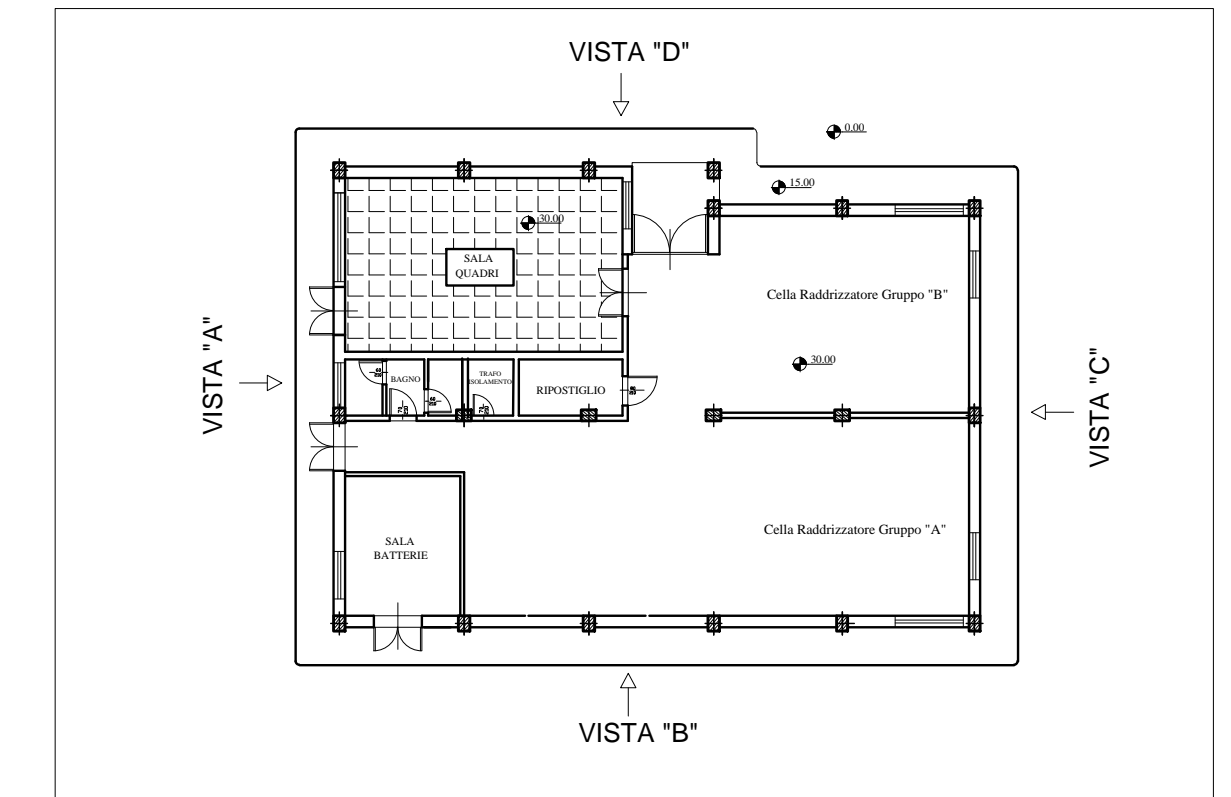 VISTA "D"
0.00
15.00
30.00
SALA
QUADRI
Cella Raddrizzatore Gruppo "B"
VISTA "A"
30.00
VISTA "C"
BAGNO
TRAFO
ISOLAMENTO
RIPOSTIGLIO
Cella Raddrizzatore Gruppo "A"
SALA
BATTERIE
VISTA "B"